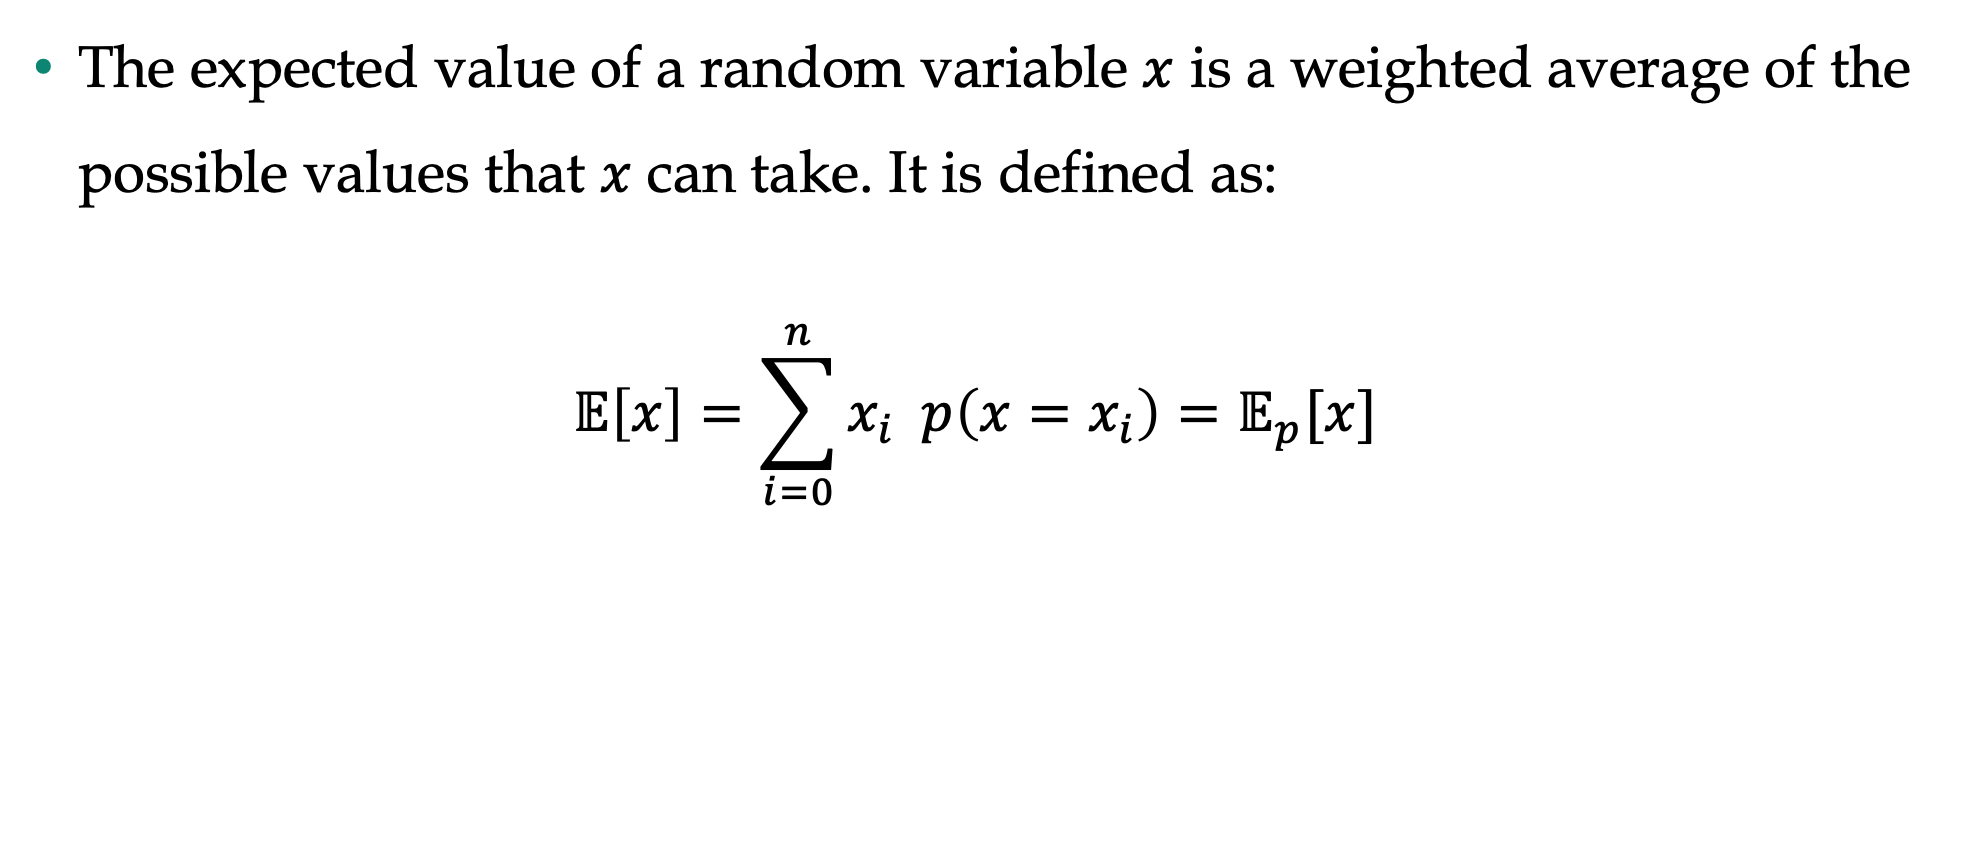 • The expected value of a random variable x is a weighted average of the
possible values that x can take. It is defined as:
𝔼[x] = ∑_{i=0}^{n} x_i p(x = x_i) = 𝔼_p[x]